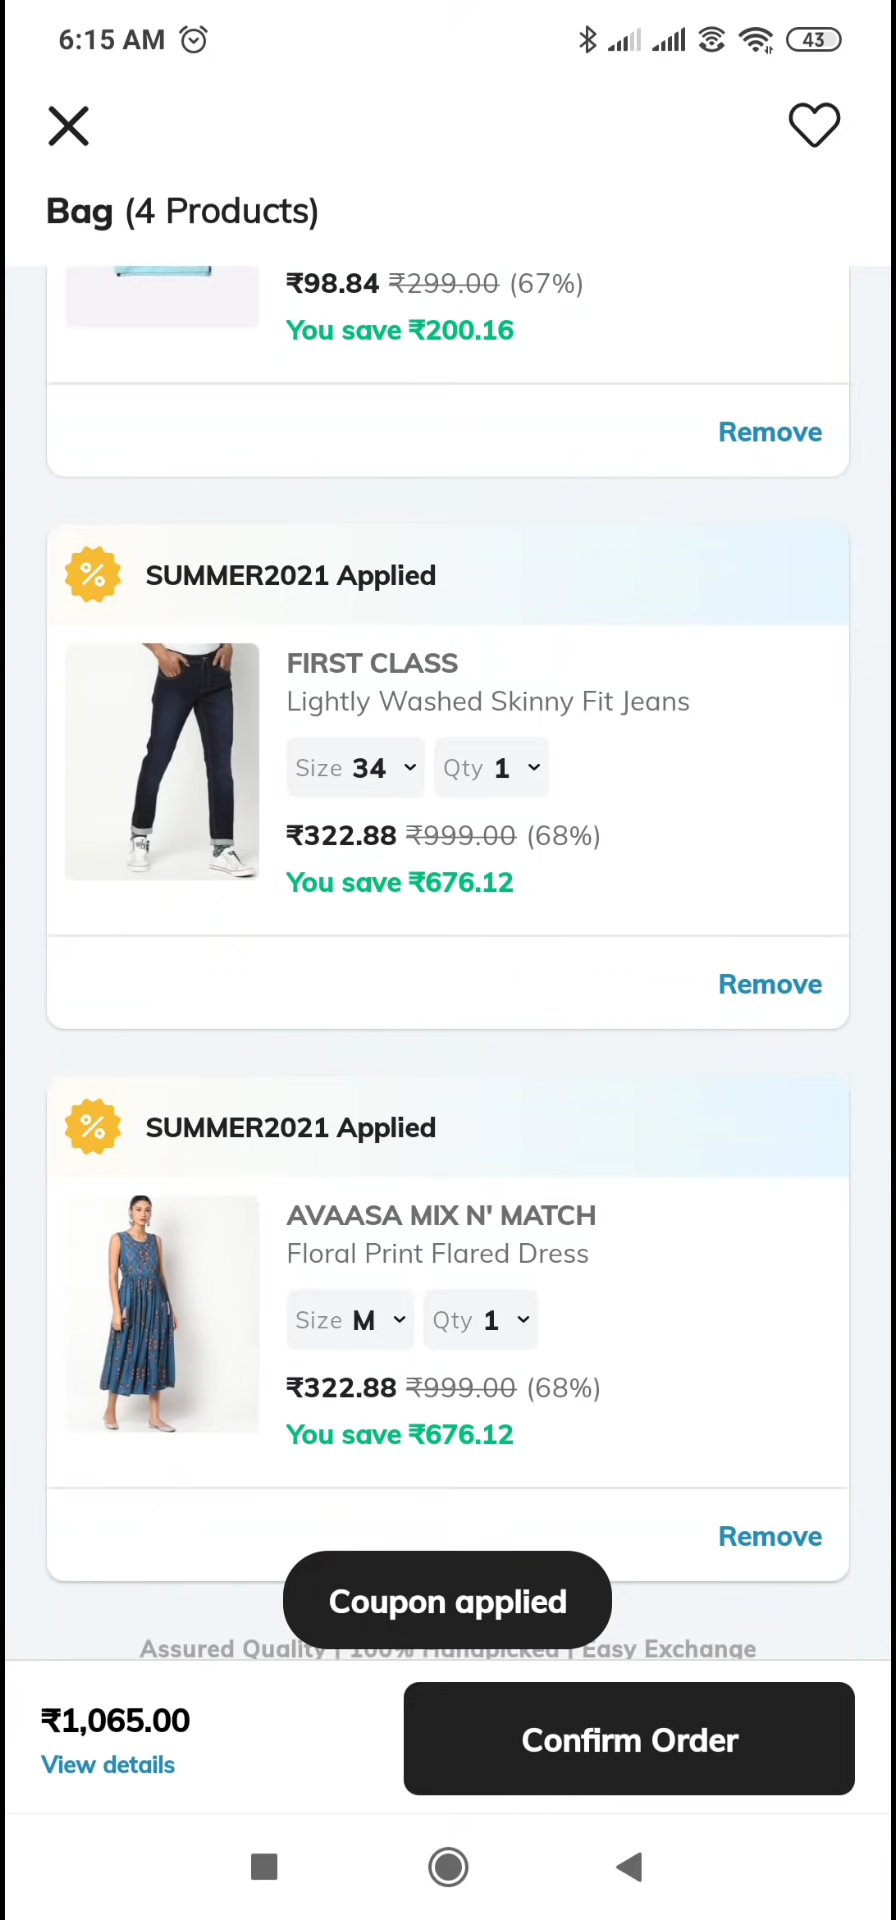 6:15 AM
43
Bag (4 Products)
₹98.84 ₹299.00 (67%)
You save ₹200.16
Remove
SUMMER2021 Applied
FIRST CLASS
Lightly Washed Skinny Fit Jeans
Size 34 Qty 1
₹322.88 ₹999.00 (68%)
You save ₹676.12
Remove
SUMMER2021 Applied
AVAASA MIX N' MATCH
Floral Print Flared Dress
Size M Qty 1
₹322.88 ₹999.00 (68%)
You save ₹676.12
Remove
Coupon applied
Assured Quality | 100% Handpicked | Easy Exchange
₹1,065.00
Confirm Order
View details